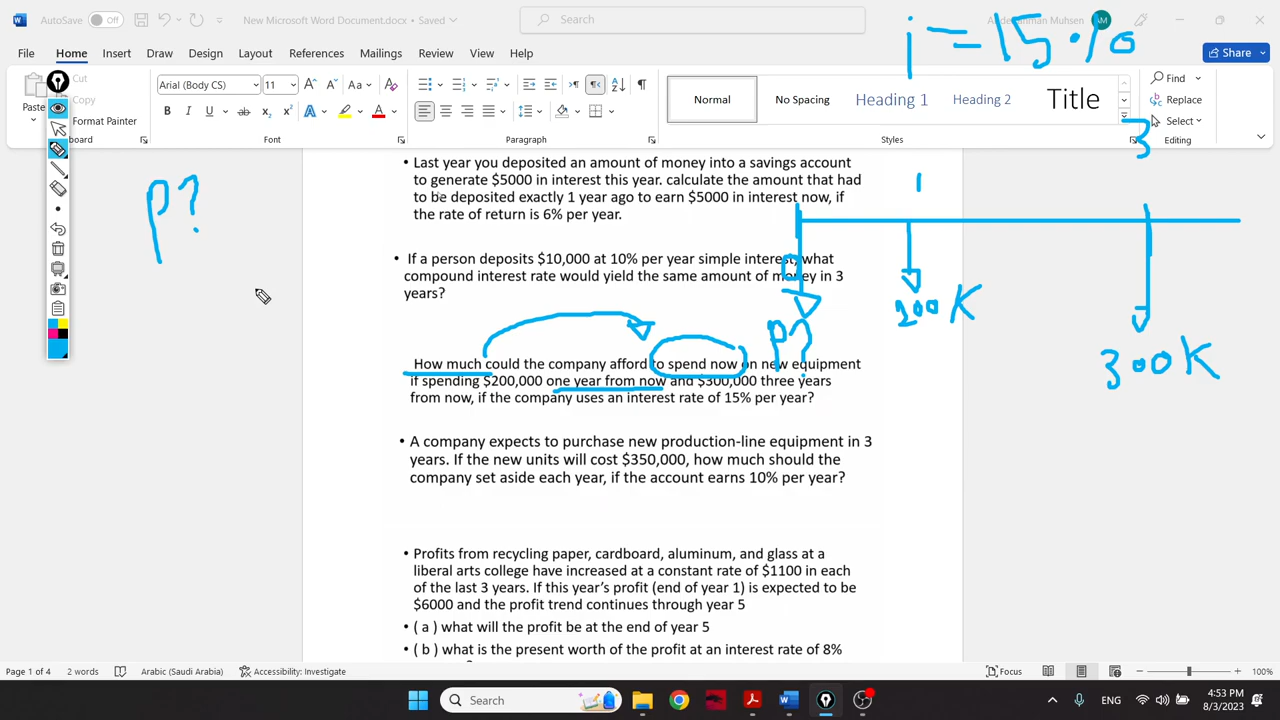 AutoSave Off New Microsoft Word Document.docx • Saved Search AM
i = 15 %
File Home Insert Draw Design Layout References Mailings Review View Help Share
Paste Cut Copy Format Painter
Arial (Body CS) 11 Aa
Normal No Spacing Heading 1 Heading 2 Title
Find Replace Select
board Font Paragraph Styles Editing
P?
1 3
0
P?
200 K
300 K
• Last year you deposited an amount of money into a savings account
to generate $5000 in interest this year. calculate the amount that had
to be deposited exactly 1 year ago to earn $5000 in interest now, if
the rate of return is 6% per year.
• If a person deposits $10,000 at 10% per year simple interest, what
compound interest rate would yield the same amount of money in 3
years?
How much could the company afford to spend now on new equipment
if spending $200,000 one year from now and $300,000 three years
from now, if the company uses an interest rate of 15% per year?
• A company expects to purchase new production-line equipment in 3
years. If the new units will cost $350,000, how much should the
company set aside each year, if the account earns 10% per year?
• Profits from recycling paper, cardboard, aluminum, and glass at a
liberal arts college have increased at a constant rate of $1100 in each
of the last 3 years. If this year's profit (end of year 1) is expected to be
$6000 and the profit trend continues through year 5
• ( a ) what will the profit be at the end of year 5
• ( b ) what is the present worth of the profit at an interest rate of 8%
Page 1 of 4 2 words Arabic (Saudi Arabia) Accessibility: Investigate Focus 100%
Search ENG 4:53 PM
8/3/2023